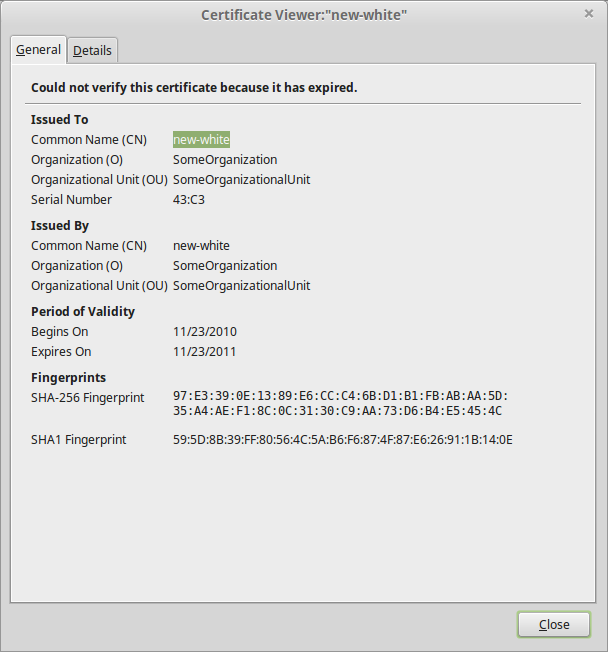 Certificate Viewer:"new-white"
General Details
Could not verify this certificate because it has expired.
Issued To
Common Name (CN) new-white
Organization (O) SomeOrganization
Organizational Unit (OU) SomeOrganizationalUnit
Serial Number 43:C3
Issued By
Common Name (CN) new-white
Organization (O) SomeOrganization
Organizational Unit (OU) SomeOrganizationalUnit
Period of Validity
Begins On 11/23/2010
Expires On 11/23/2011
Fingerprints
SHA-256 Fingerprint 97:E3:39:0E:13:89:E6:CC:C4:6B:D1:B1:FB:AB:AA:5D:
35:A4:AE:F1:8C:0C:31:30:C9:AA:73:D6:B4:E5:45:4C
SHA1 Fingerprint 59:5D:8B:39:FF:80:56:4C:5A:B6:F6:87:4F:87:E6:26:91:1B:14:0E
Close